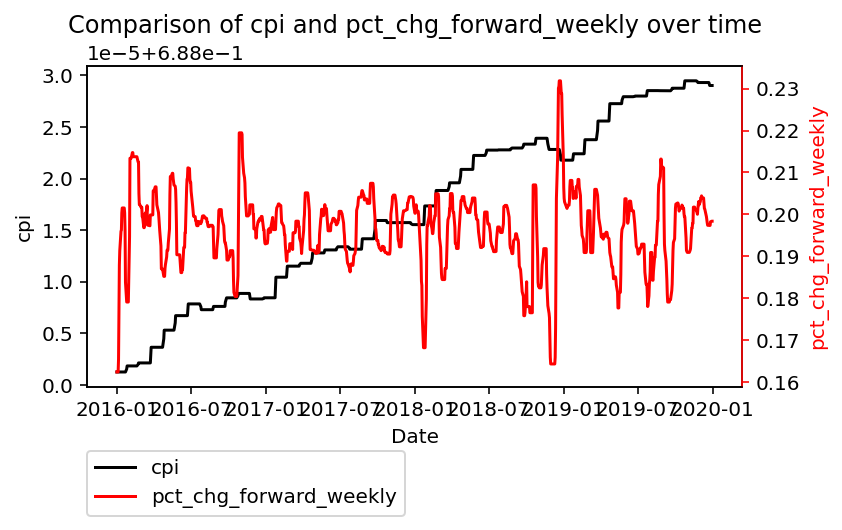 Comparison of cpi and pct_chg_forward_weekly over time
1e−5+6.88e−1
3.0
2.5
2.0
1.5
1.0
0.5
0.0
cpi
0.23
0.22
0.21
0.20
0.19
0.18
0.17
0.16
pct_chg_forward_weekly
2016-01 2016-07 2017-01 2017-07 2018-01 2018-07 2019-01 2019-07 2020-01
Date
cpi
pct_chg_forward_weekly